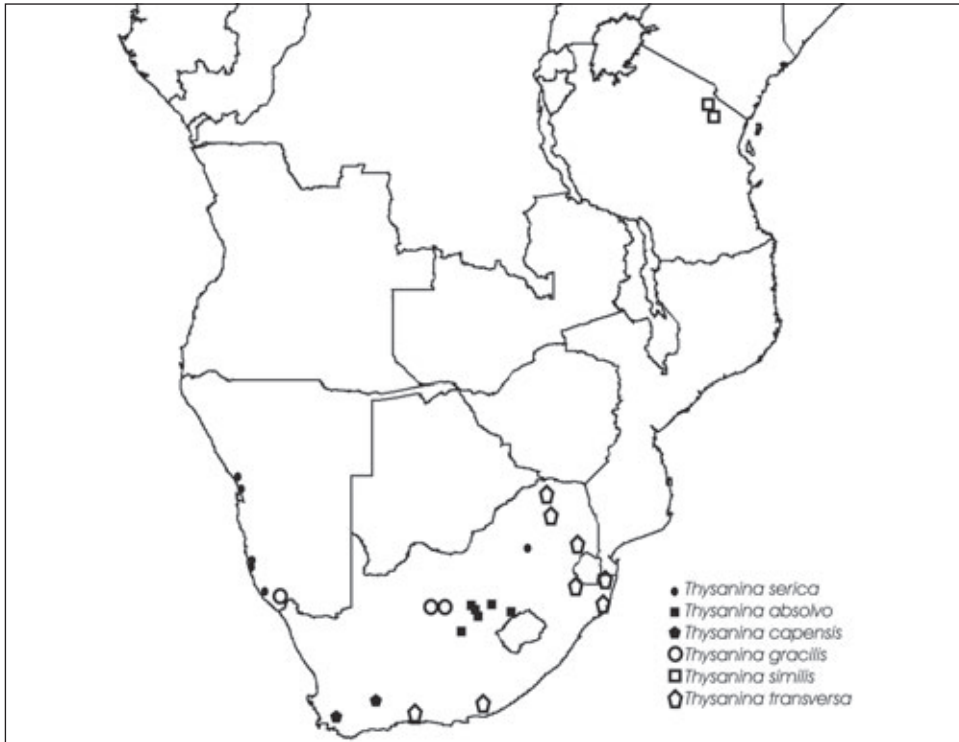 Thysanina serica
Thysanina absolvo
Thysanina capensis
Thysanina gracilis
Thysanina similis
Thysanina transversa